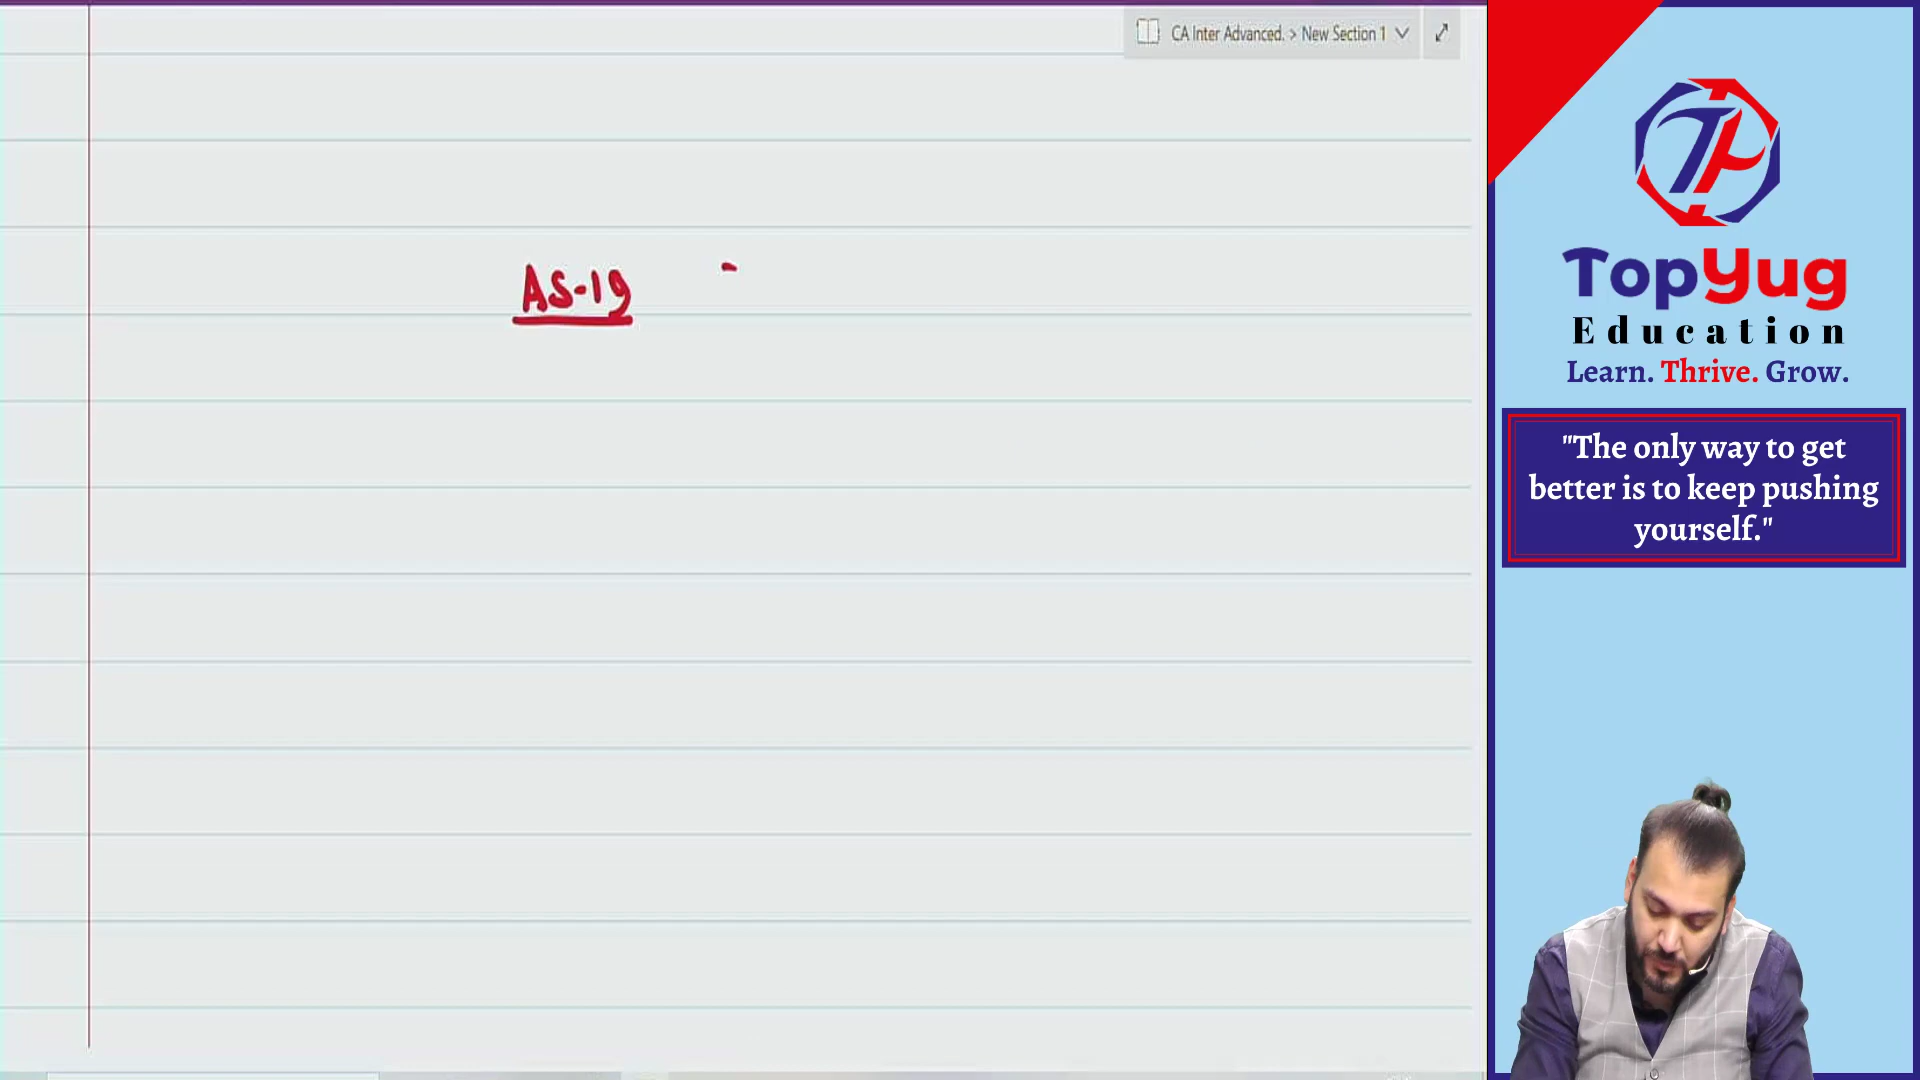 CA Inter Advanced. > New Section 1
AS-19 -
TopYug
Education
Learn. Thrive. Grow.
"The only way to get
better is to keep pushing
yourself."